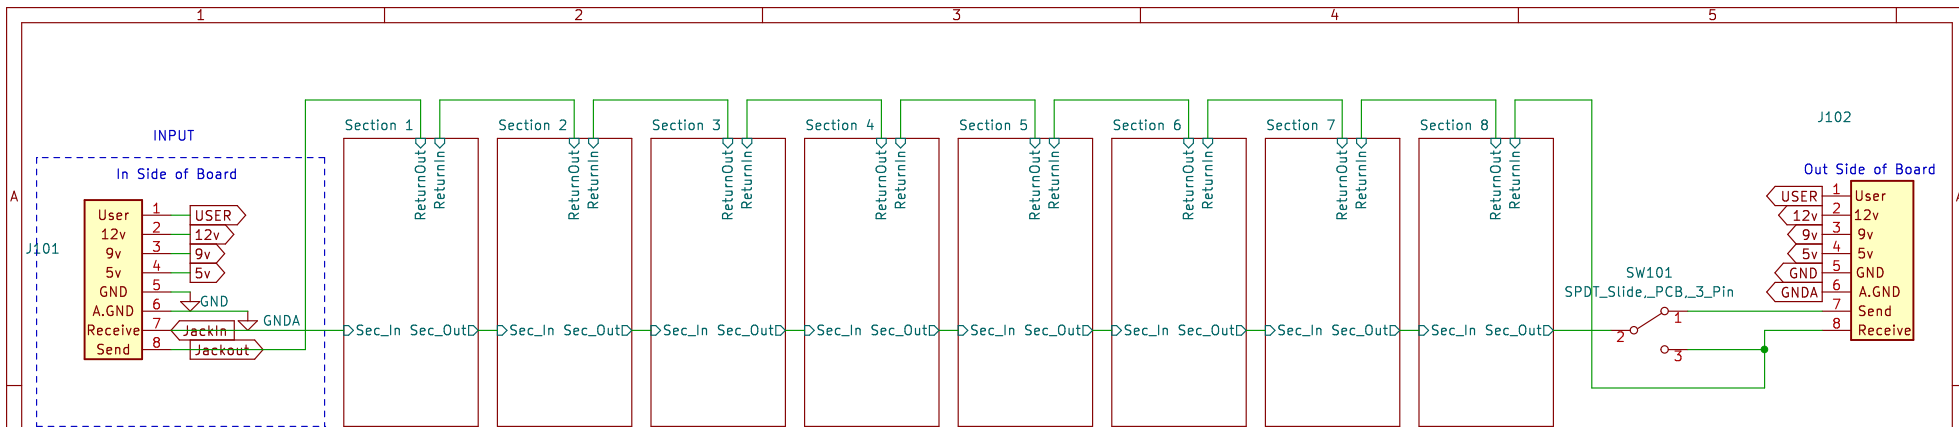 1 2 3 4 5
A
INPUT
In Side of Board
J101
User 1 USER
12v 2 12v
9v 3 9v
5v 4 5v
GND 5 GND
A.GND 6 GNDA
Receive 7 JackIn
Send 8 Jackout
Section 1
ReturnOut
ReturnIn
Sec_In Sec_Out
Section 2
ReturnOut
ReturnIn
Sec_In Sec_Out
Section 3
ReturnOut
ReturnIn
Sec_In Sec_Out
Section 4
ReturnOut
ReturnIn
Sec_In Sec_Out
Section 5
ReturnOut
ReturnIn
Sec_In Sec_Out
Section 6
ReturnOut
ReturnIn
Sec_In Sec_Out
Section 7
ReturnOut
ReturnIn
Sec_In Sec_Out
Section 8
ReturnOut
ReturnIn
Sec_In Sec_Out
SW101
SPDT_Slide,_PCB,_3_Pin
1
2
3
J102
Out Side of Board
USER 1 User
12v 2 12v
9v 3 9v
5v 4 5v
GND 5 GND
GNDA 6 A.GND
7 Send
8 Receive